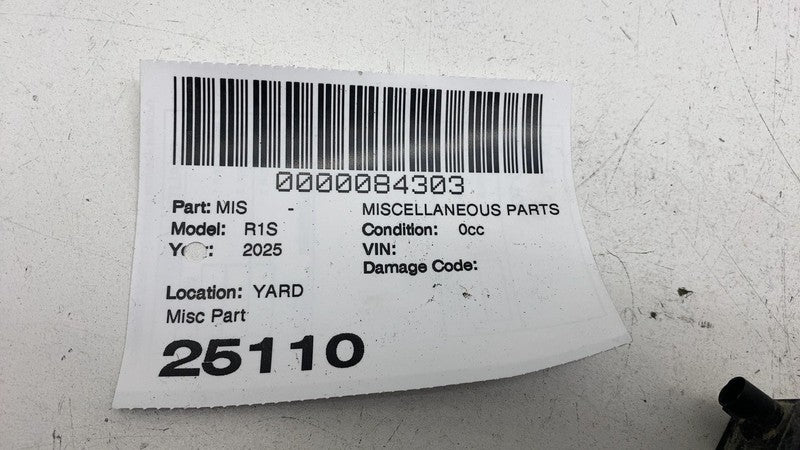 0000084303
Part: MIS - MISCELLANEOUS PARTS
Model: R1S Condition: 0cc
2025 VIN:
Damage Code:
Location: YARD
Misc Part
25110